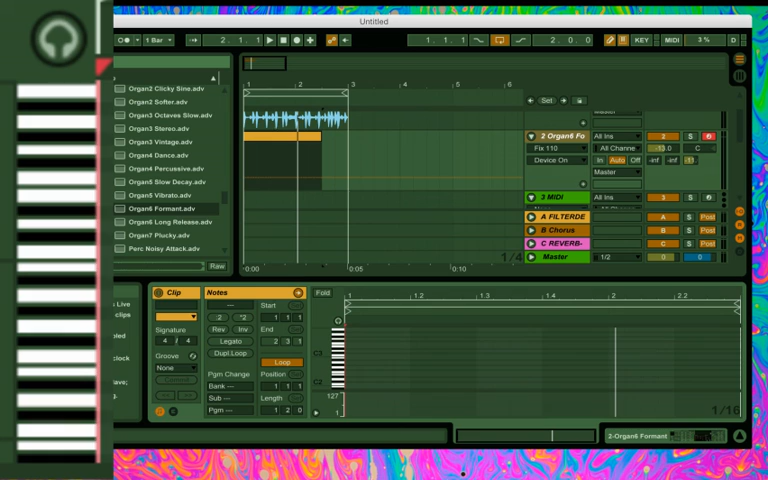 Untitled
1 Bar
2. 1. 1
1. 1. 1
2. 0. 0
KEY
MIDI
3 %
D
Organ2 Clicky Sine.adv
Organ2 Softer.adv
Organ3 Octaves Slow.adv
Organ3 Stereo.adv
Organ3 Vintage.adv
Organ4 Dance.adv
Organ4 Percussive.adv
Organ5 Slow Decay.adv
Organ5 Vibrato.adv
Organ6 Formant.adv
Organ6 Long Release.adv
Organ7 Plucky.adv
Perc Noisy Attack.adv
Raw
1
2
3
4
5
6
Set
2 Organ6 Fo
All Ins
2
S
Fix 110
All Channe
-13.0
C
Device On
In
Auto
Off
-inf
-inf
Master
3 MIDI
All Ins
3
S
A FILTERDE
A
S
Post
B Chorus
B
S
Post
C REVERB-
C
S
Post
Master
1/2
0
0
0:00
0:05
0:10
1/4
Clip
Notes
Signature
4 / 4
Groove
None
:2
*2
Rev
Inv
Legato
Dupl.Loop
Pgm Change
Bank ---
Sub ---
Pgm ---
Start
1 1 1
End
2 3 1
Loop
Position
1 1 1
Length
1 2 0
Fold
1
1.2
1.3
1.4
2
2.2
C3
C2
127
1
1/16
s Live
clips
clock
2-Organ6 Formant